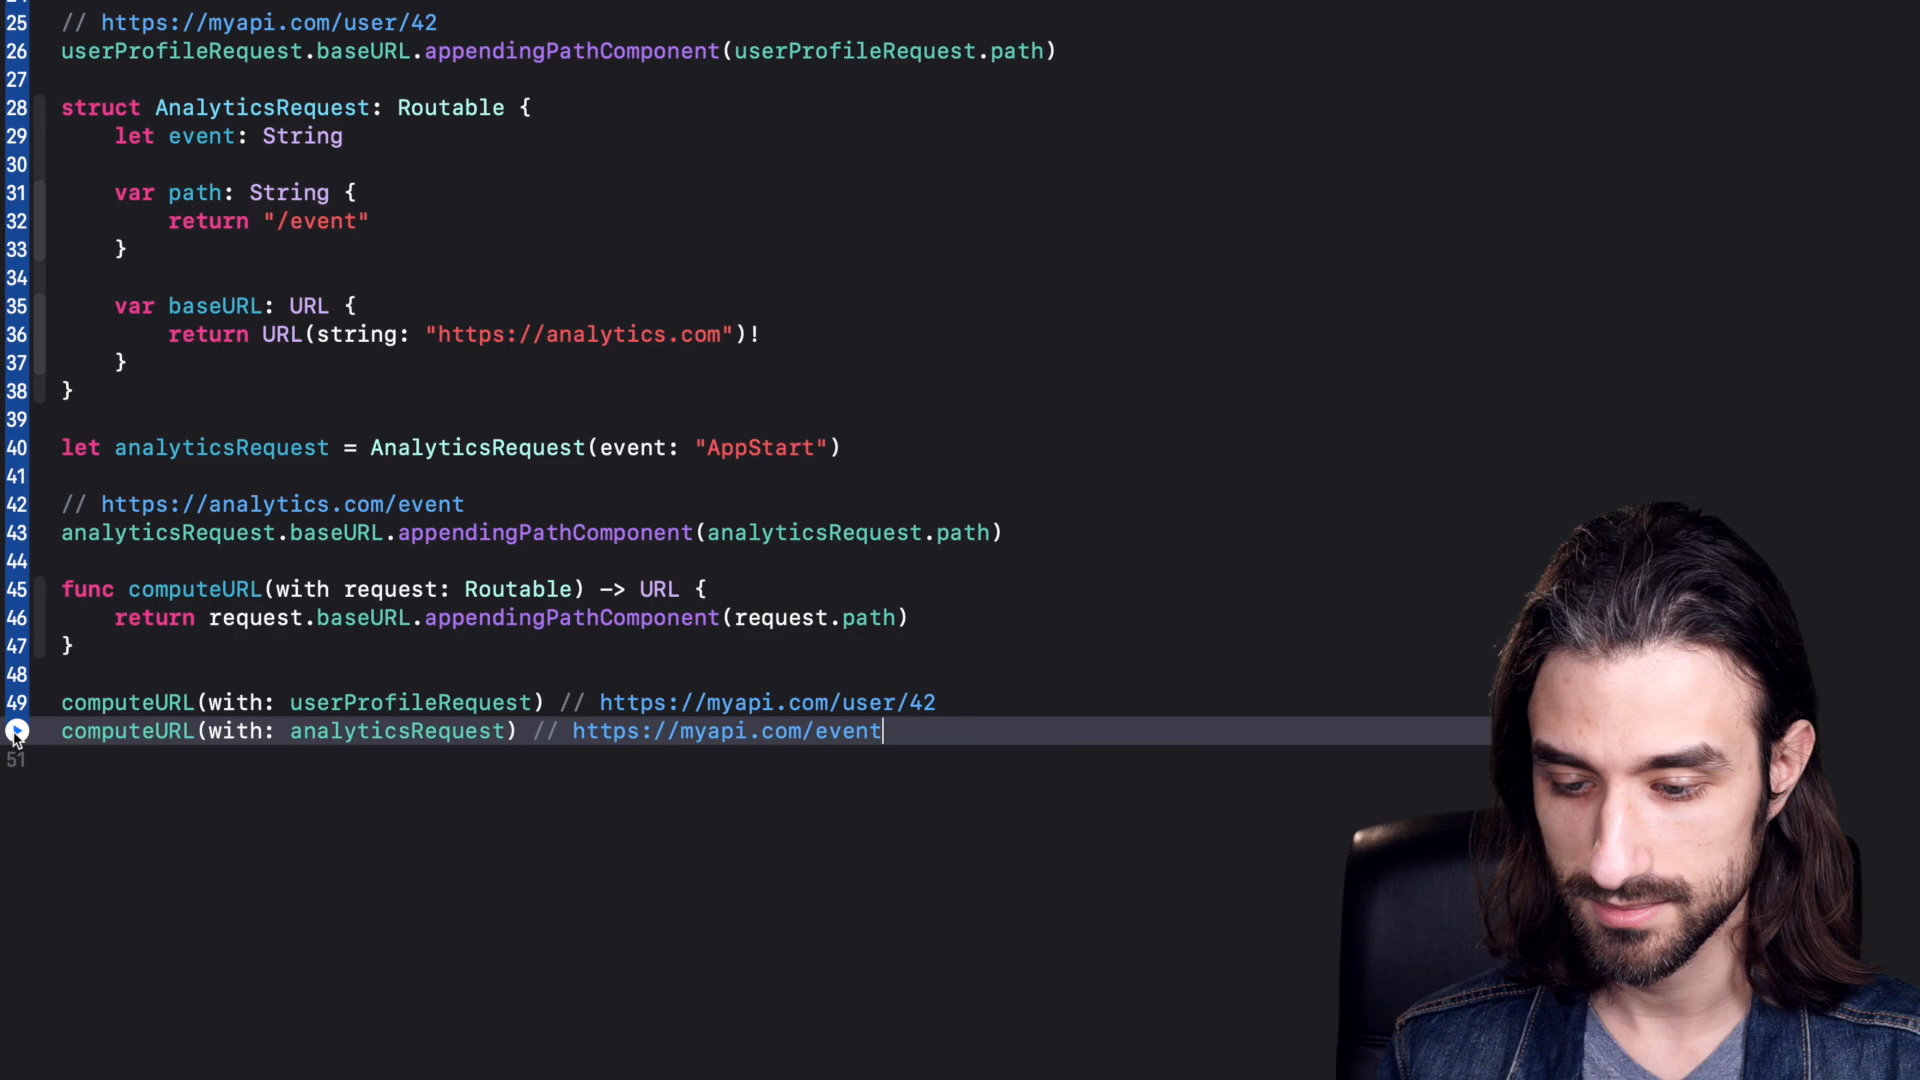 25 // https://myapi.com/user/42
26 userProfileRequest.baseURL.appendingPathComponent(userProfileRequest.path)
27
28 struct AnalyticsRequest: Routable {
29 let event: String
30
31 var path: String {
32 return "/event"
33 }
34
35 var baseURL: URL {
36 return URL(string: "https://analytics.com")!
37 }
38 }
39
40 let analyticsRequest = AnalyticsRequest(event: "AppStart")
41
42 // https://analytics.com/event
43 analyticsRequest.baseURL.appendingPathComponent(analyticsRequest.path)
44
45 func computeURL(with request: Routable) -> URL {
46 return request.baseURL.appendingPathComponent(request.path)
47 }
48
49 computeURL(with: userProfileRequest) // https://myapi.com/user/42
computeURL(with: analyticsRequest) // https://myapi.com/event
51